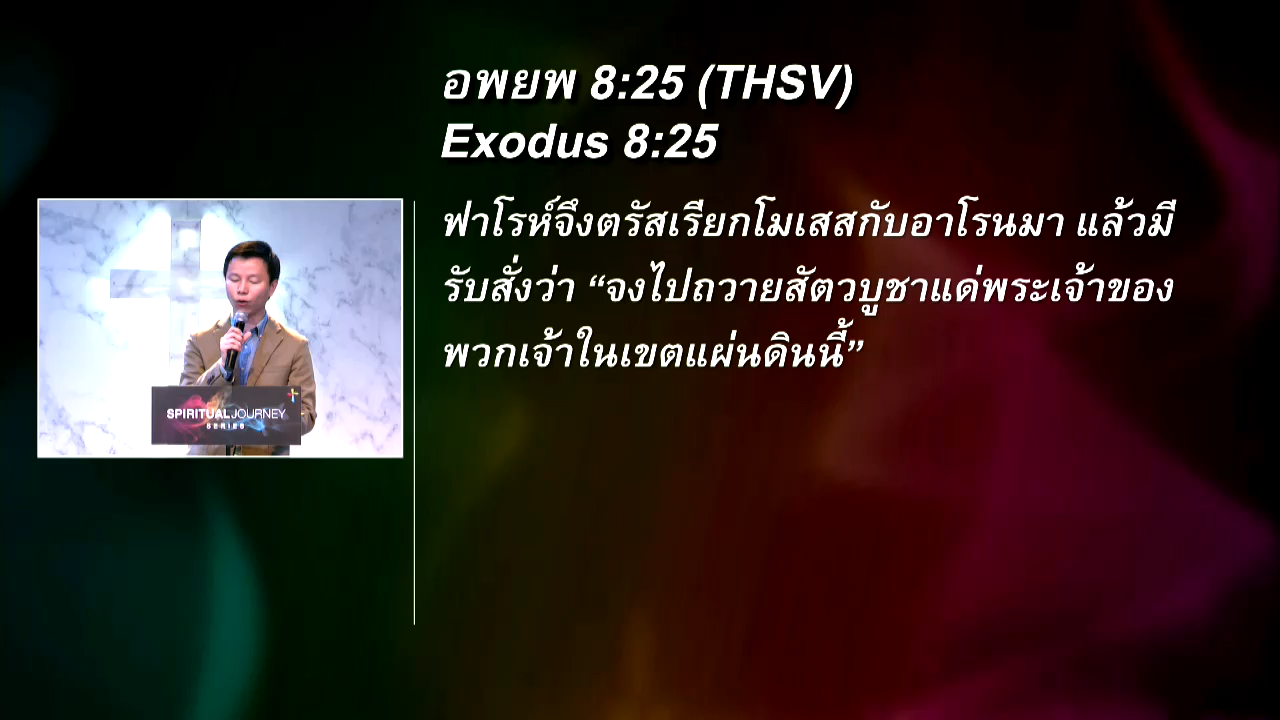 อพยพ 8:25 (THSV)
Exodus 8:25
ฟาโรห์จึงตรัสเรียกโมเสสกับอาโรนมา แล้วมี
รับสั่งว่า “จงไปถวายสัตวบูชาแด่พระเจ้าของ
พวกเจ้าในเขตแผ่นดินนี้”
SPIRITUALJOURNEY
SERIES